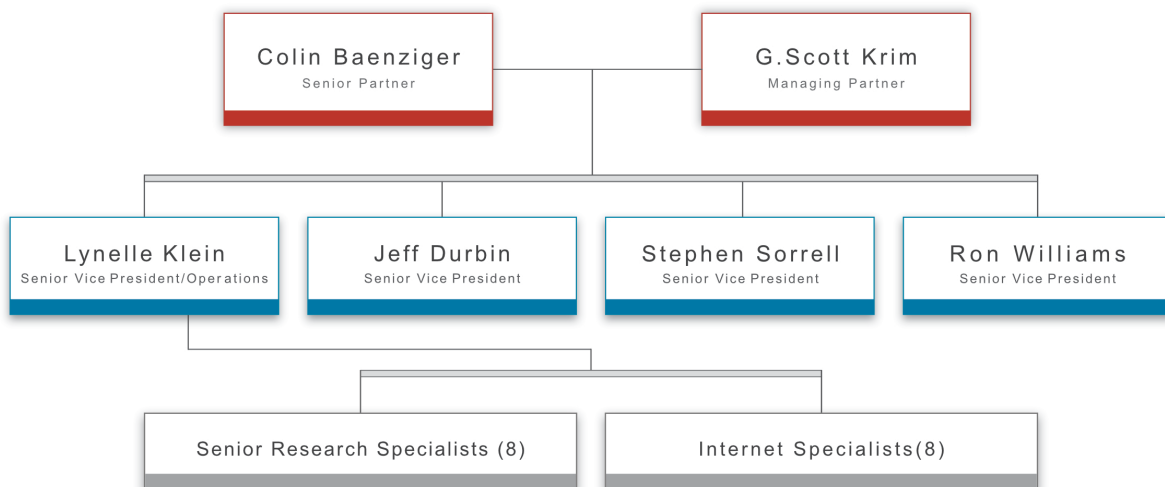 Colin Baenziger
Senior Partner
G.Scott Krim
Managing Partner
Lynelle Klein
Senior Vice President/Operations
Jeff Durbin
Senior Vice President
Stephen Sorrell
Senior Vice President
Ron Williams
Senior Vice President
Senior Research Specialists (8)
Internet Specialists(8)